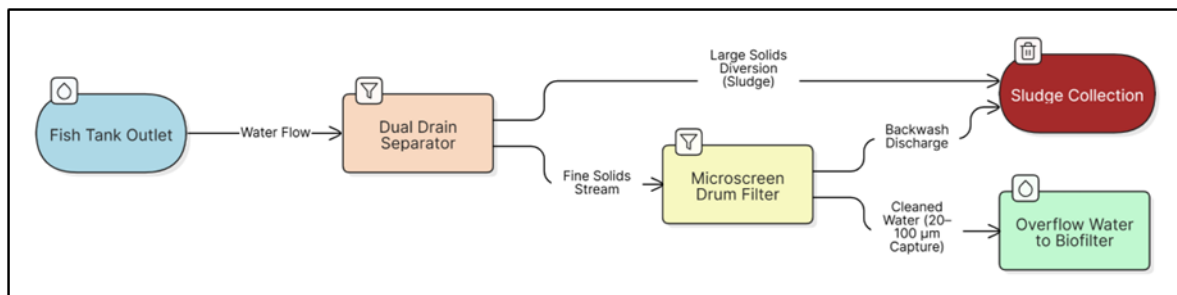 Fish Tank Outlet
Water Flow
Dual Drain
Separator
Large Solids
Diversion
(Sludge)
Fine Solids
Stream
Microscreen
Drum Filter
Backwash
Discharge
Sludge Collection
Cleaned
Water (20–
100 µm
Capture)
Overflow Water
to Biofilter